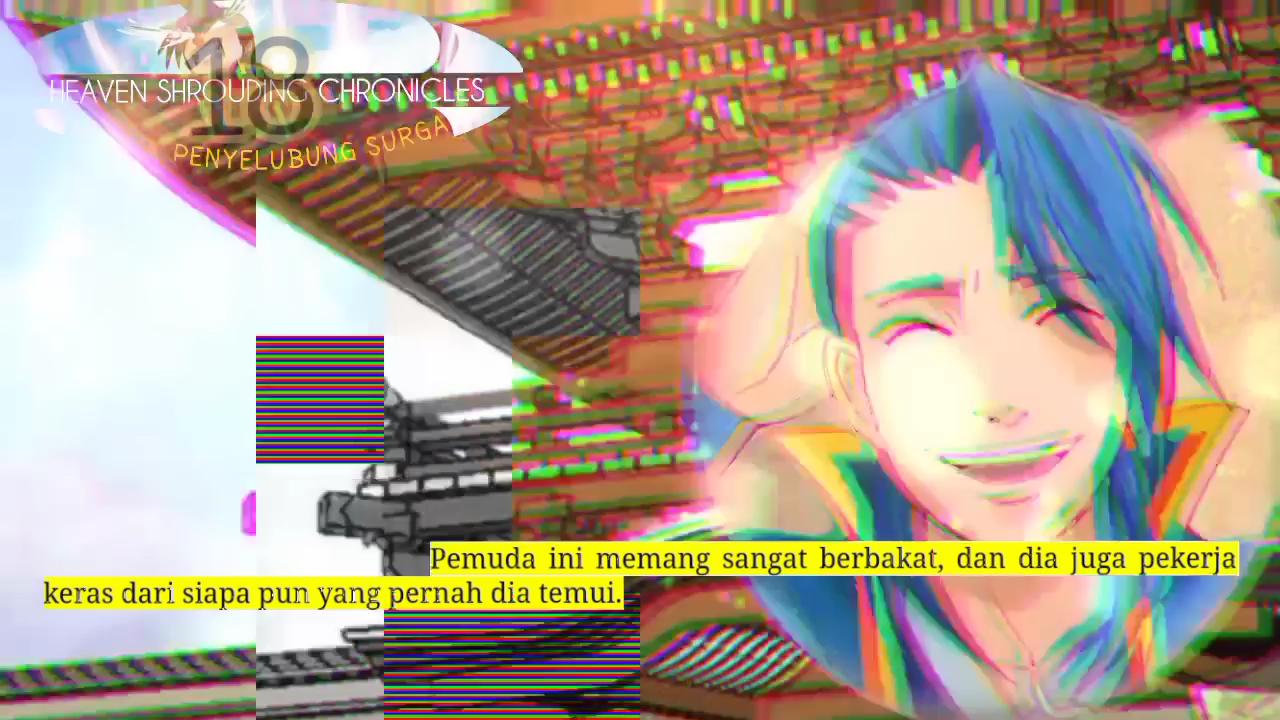 18
HEAVEN SHROUDING CHRONICLES
PENYELUBUNG SURGA
Pemuda ini memang sangat berbakat, dan dia juga pekerja
keras dari siapa pun yang pernah dia temui.